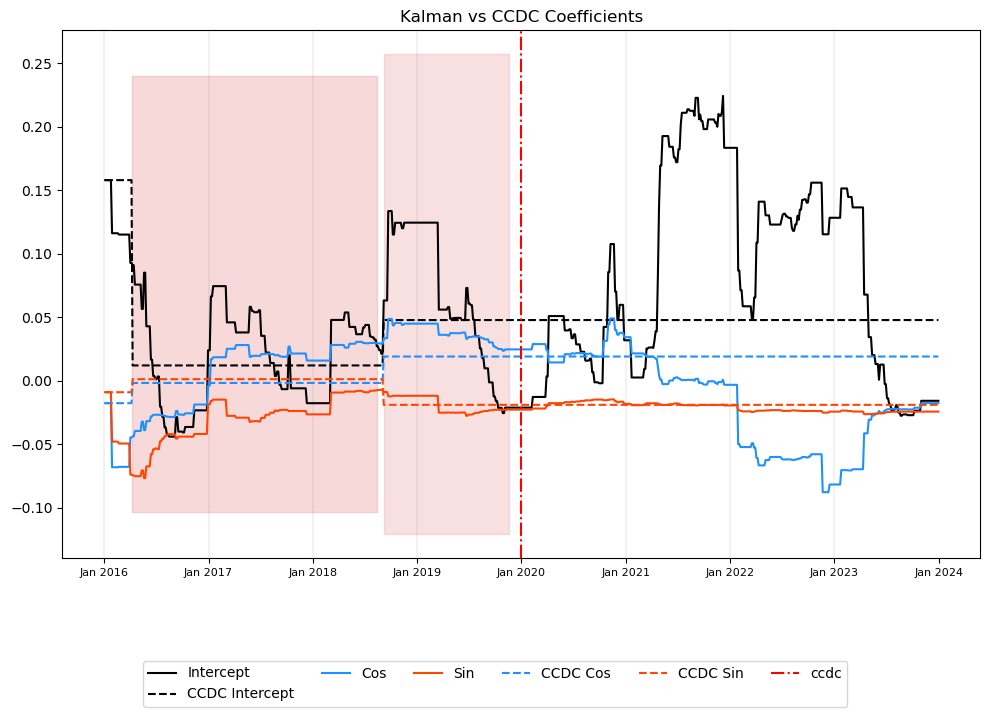 Kalman vs CCDC Coefficients
0.25
0.20
0.15
0.10
0.05
0.00
−0.05
−0.10
Jan 2016 Jan 2017 Jan 2018 Jan 2019 Jan 2020 Jan 2021 Jan 2022 Jan 2023 Jan 2024
Intercept Cos Sin CCDC Cos CCDC Sin ccdc
CCDC Intercept